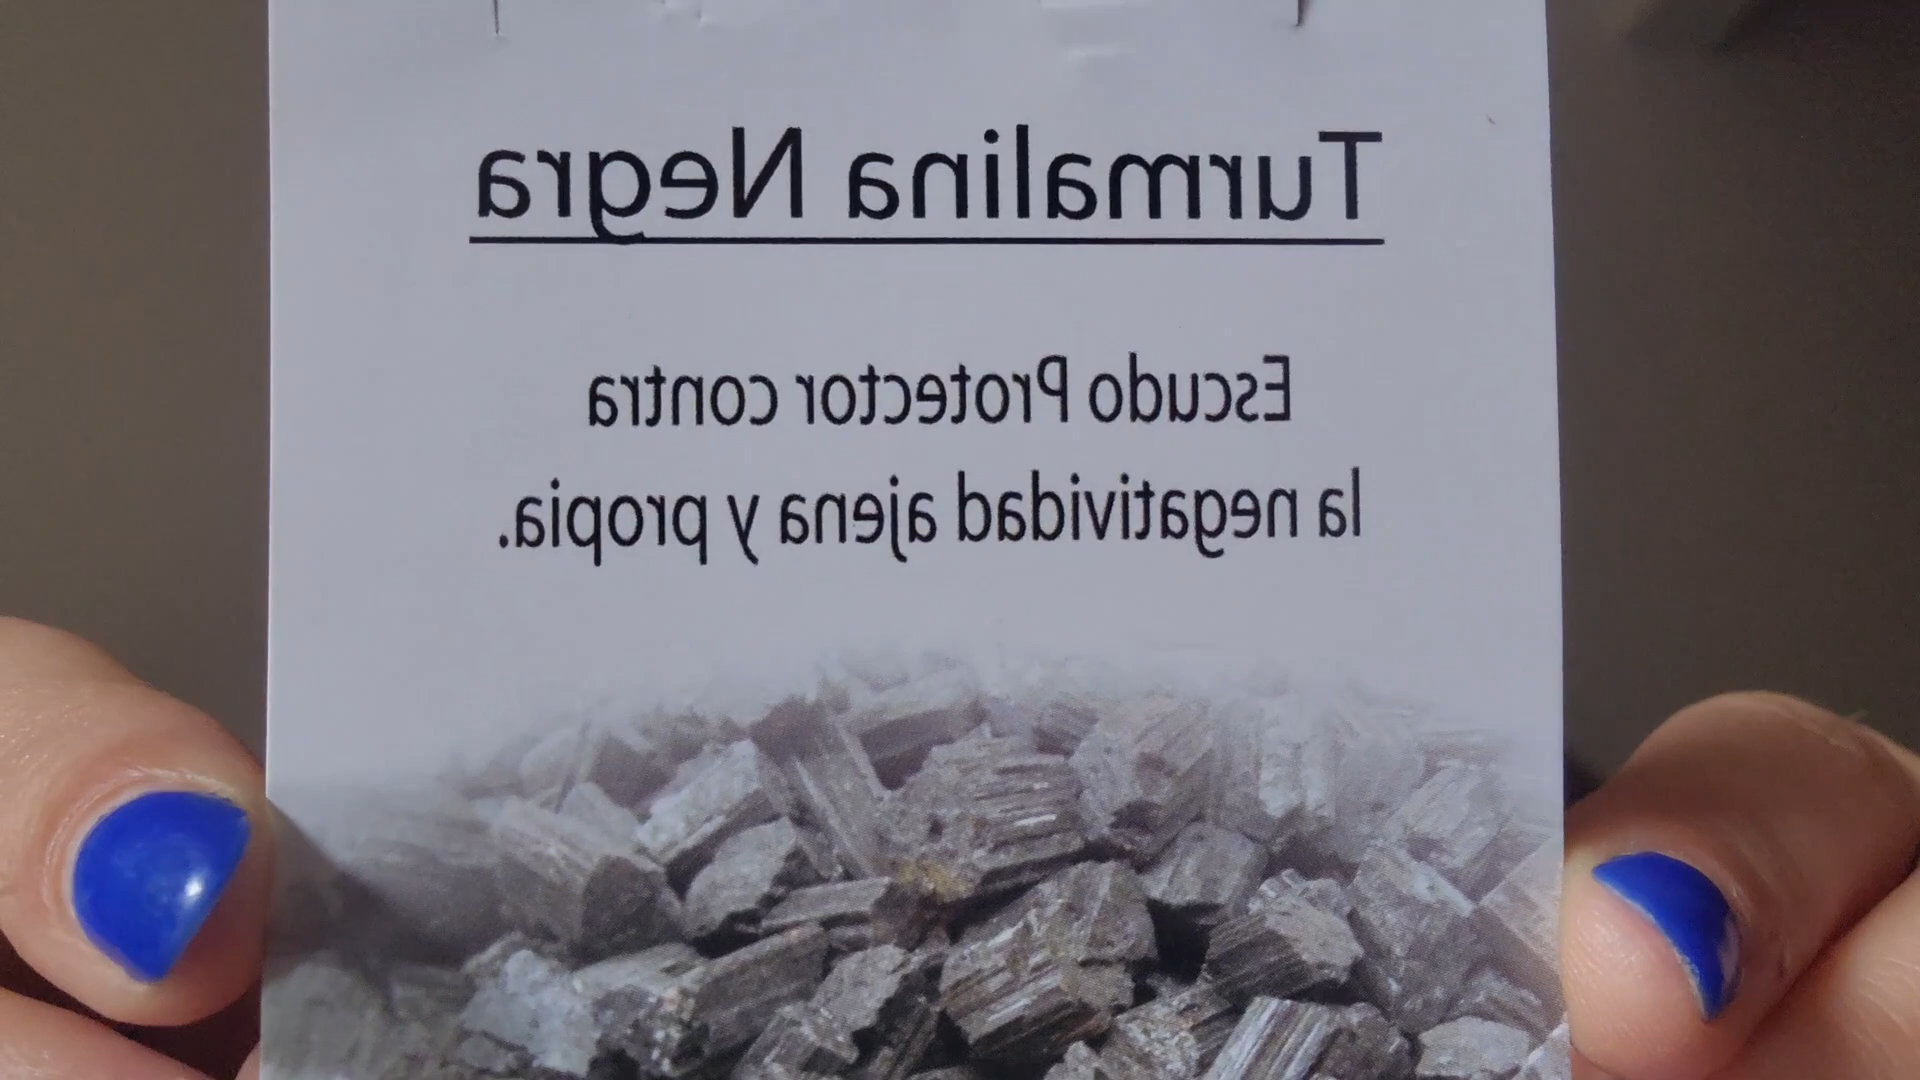 Turmalina Negra
Escudo Protector contra
la negatividad ajena y propia.